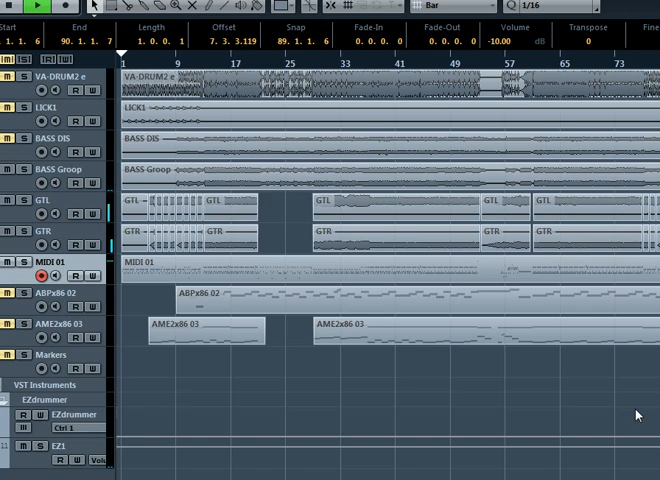 Bar Q 1/16
End Length Offset Snap Fade-In Fade-Out Volume Transpose Fine
1. 1. 6 90. 1. 1. 7 1. 0. 0. 1 7. 3. 3.119 89. 1. 1. 6 0. 0. 0. 0 0. 0. 0. 0 -10.00 dB 0
M S R W
1 9 17 25 33 41 49 57 65 73
M S VA-DRUM2 e VA-DRUM2 e
R W
M S LICK1 LICK1
R W
M S BASS DIS BASS DIS
R W
M S BASS Groop BASS Groop
R W
M S GTL GTL GTL GTL GTL GTL
R W
M S GTR GTR GTR GTR GTR GTR
R W
M S MIDI 01 MIDI 01
R W
M S ABPx86 02 ABPx86 02
R W
M S AME2x86 03 AME2x86 03 AME2x86 03
R W
Markers
VST Instruments
EZdrummer
R W EZdrummer
Ctrl 1
11 M S EZ1
R W Volu